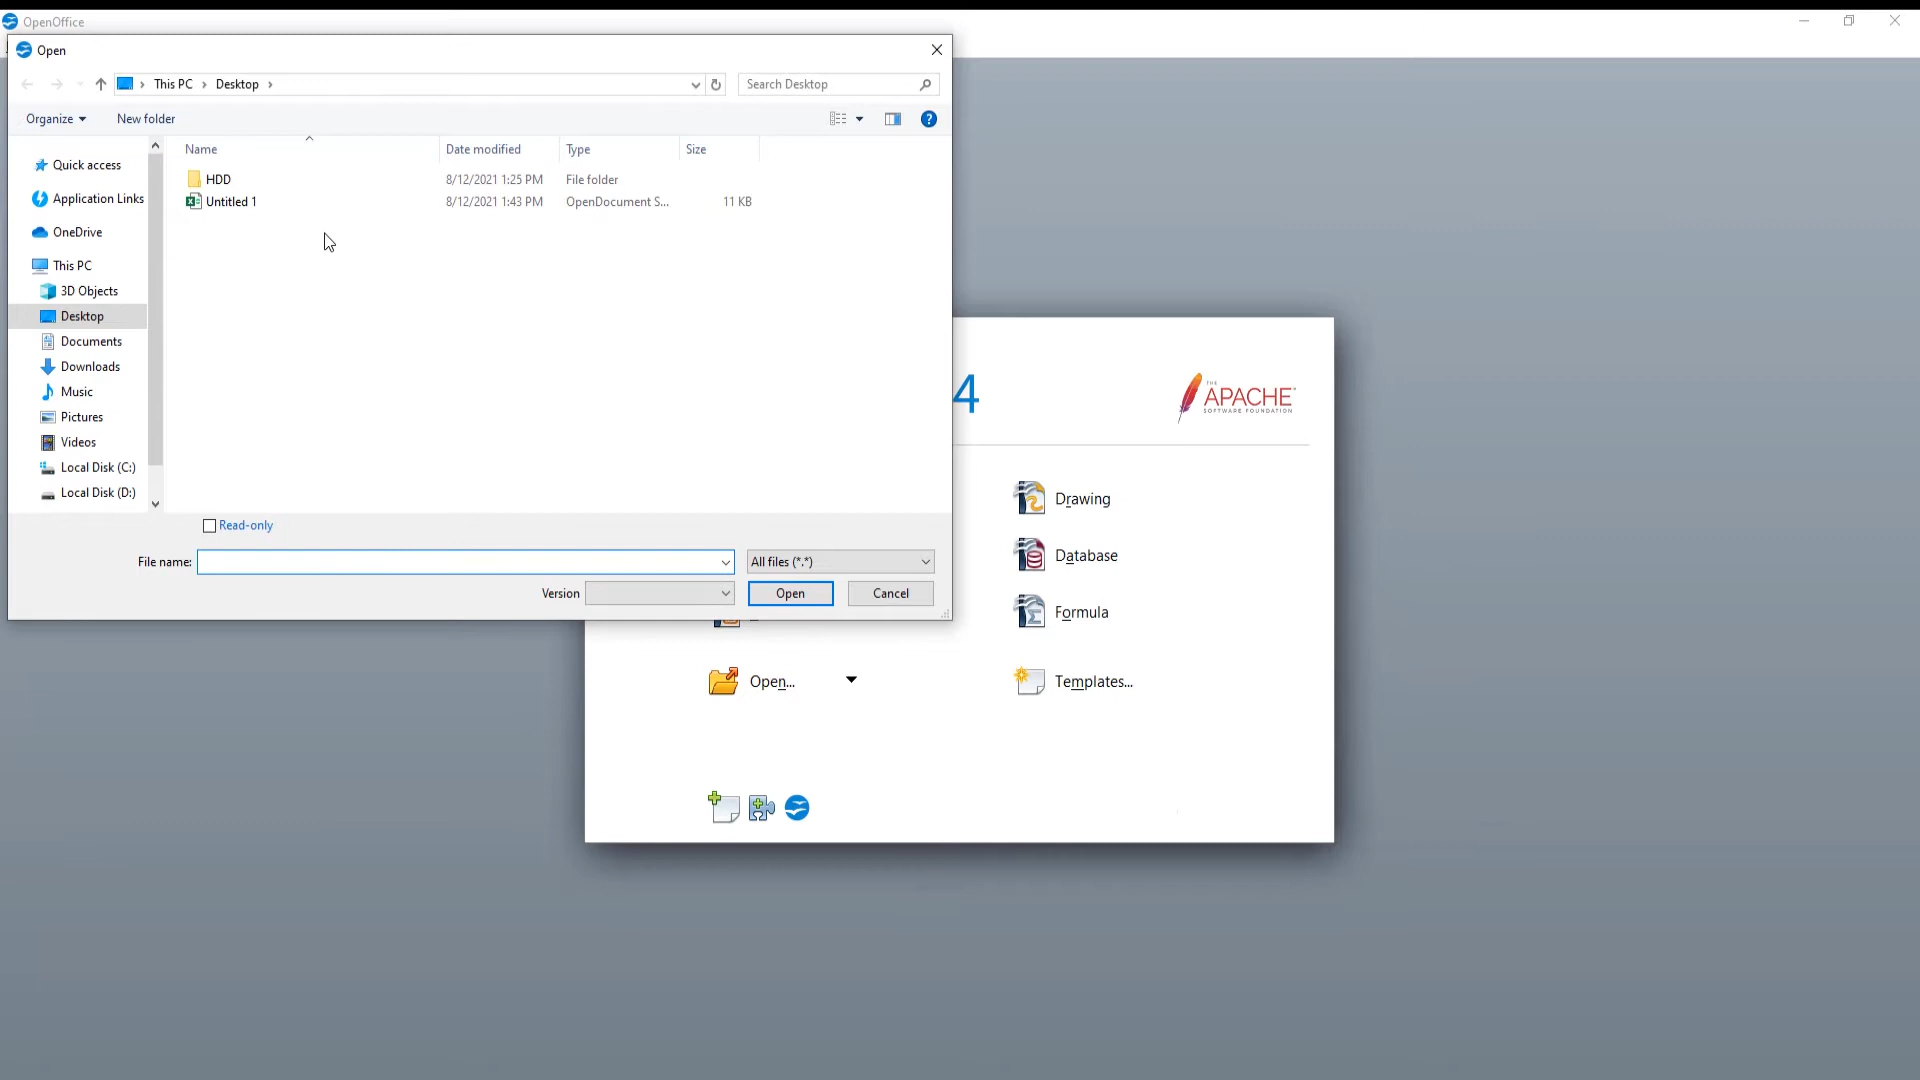 OpenOffice
Open
This PC > Desktop >
Search Desktop
Organize
New folder
Name
Date modified
Type
Size
Quick access
Application Links
OneDrive
This PC
3D Objects
Desktop
Documents
Downloads
Music
Pictures
Videos
Local Disk (C:)
Local Disk (D:)
HDD 8/12/2021 1:25 PM File folder
Untitled 1 8/12/2021 1:43 PM OpenDocument S... 11 KB
Read-only
File name:
All files (*.*)
Version
Open
Cancel
4
THE
APACHE
SOFTWARE FOUNDATION
Drawing
Database
Formula
Open...
Templates...